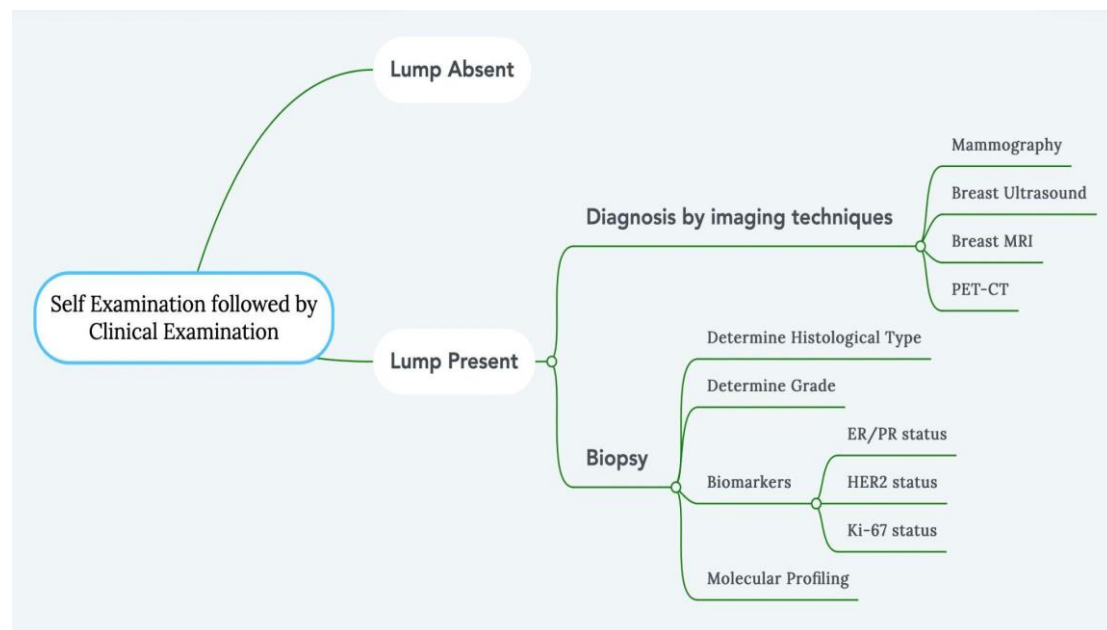 Lump Absent
Self Examination followed by
Clinical Examination
Lump Present
Diagnosis by imaging techniques
Mammography
Breast Ultrasound
Breast MRI
PET-CT
Biopsy
Determine Histological Type
Determine Grade
Biomarkers
ER/PR status
HER2 status
Ki-67 status
Molecular Profiling